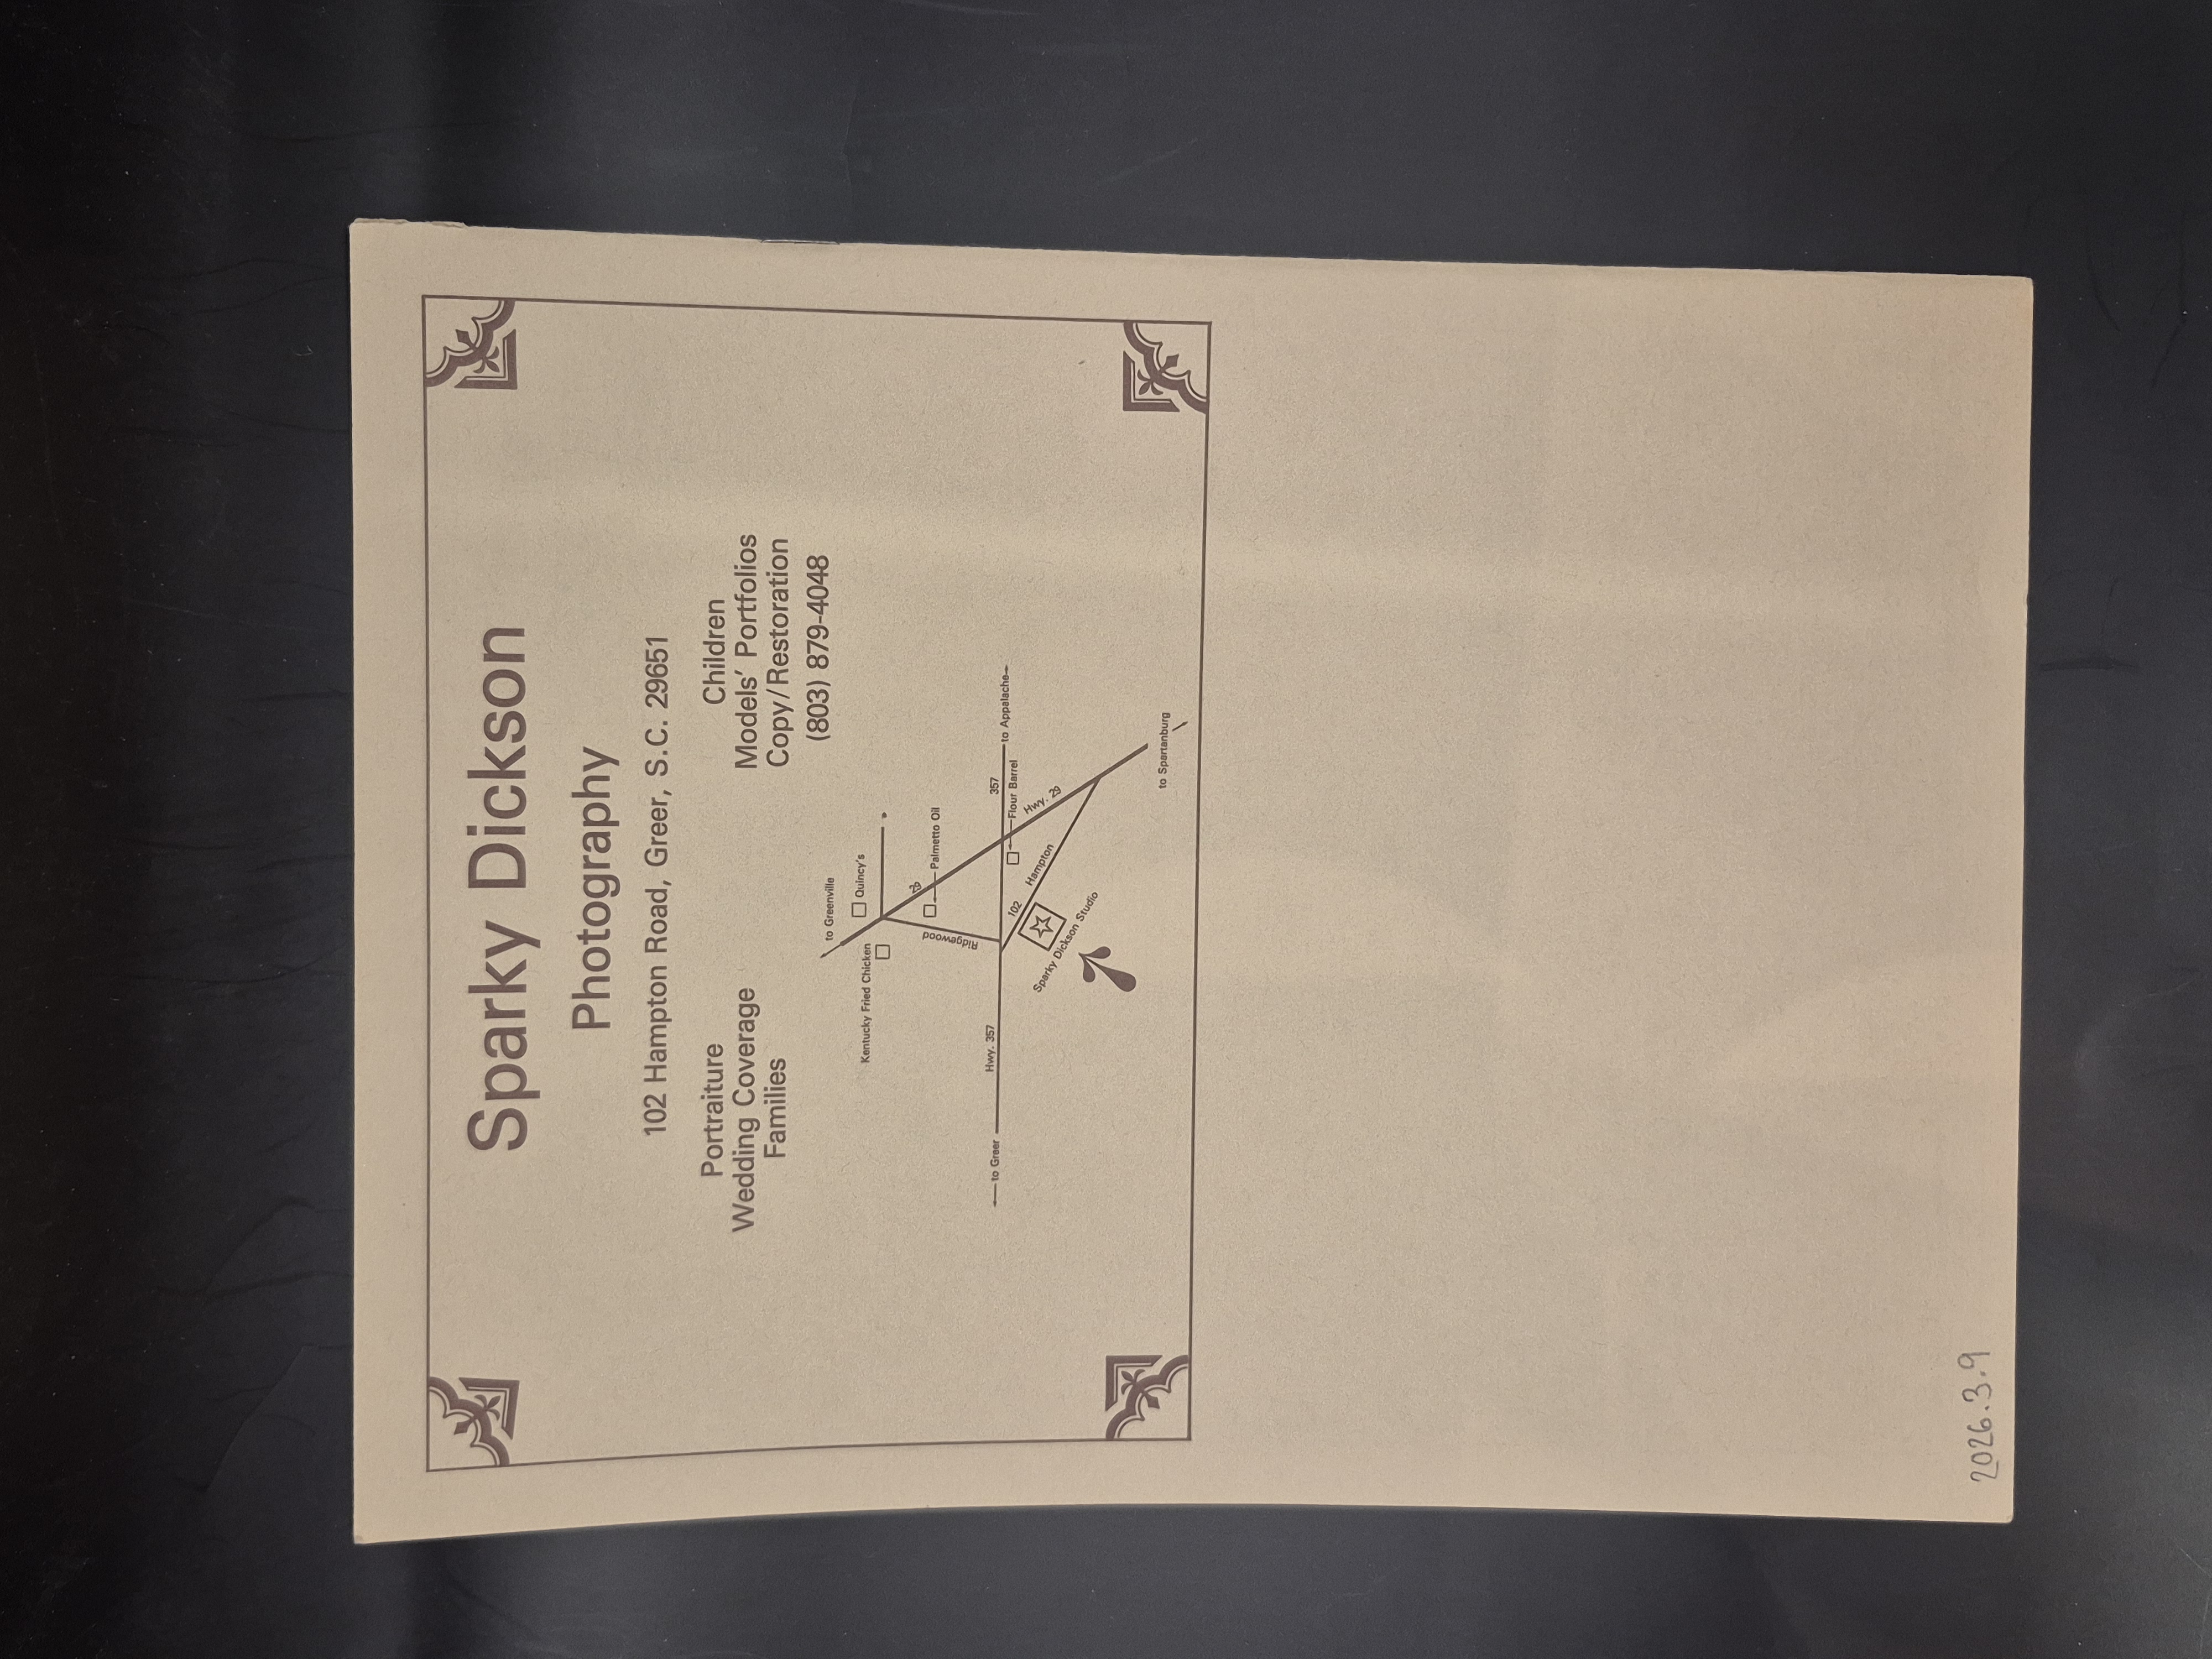 Sparky Dickson
Photography
102 Hampton Road, Greer, S.C. 29651
Portraiture
Wedding Coverage
Families
Children
Models' Portfolios
Copy/Restoration
(803) 879-4048
to Greenville
Quincy's
Kentucky Fried Chicken
29
Palmetto Oil
Ridgewood
to Greer
Hwy. 357
357
to Appalache
Flour Barrel
Hwy. 29
102
Hampton
Sparky Dickson Studio
to Spartanburg
2026.3.9